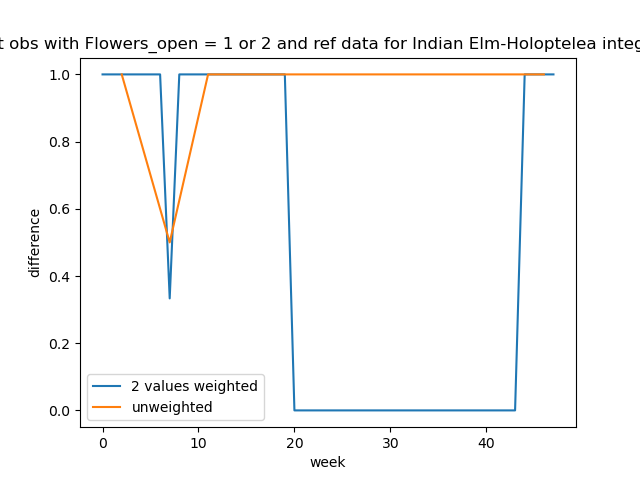 t obs with Flowers_open = 1 or 2 and ref data for Indian Elm-Holoptelea integ
1.0
0.8
0.6
0.4
0.2
0.0
difference
2 values weighted
unweighted
0 10 20 30 40
week